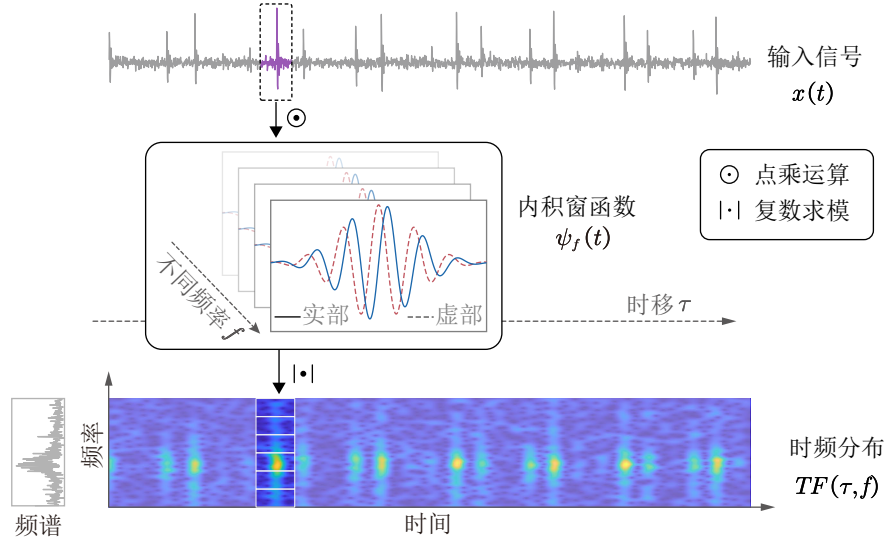 输入信号
x(t)
⊙
⊙ 点乘运算
|·| 复数求模
内积窗函数
ψ_f(t)
不同频率 f
实部
虚部
时移 τ
|·|
频率
时频分布
TF(τ,f)
频谱
时间